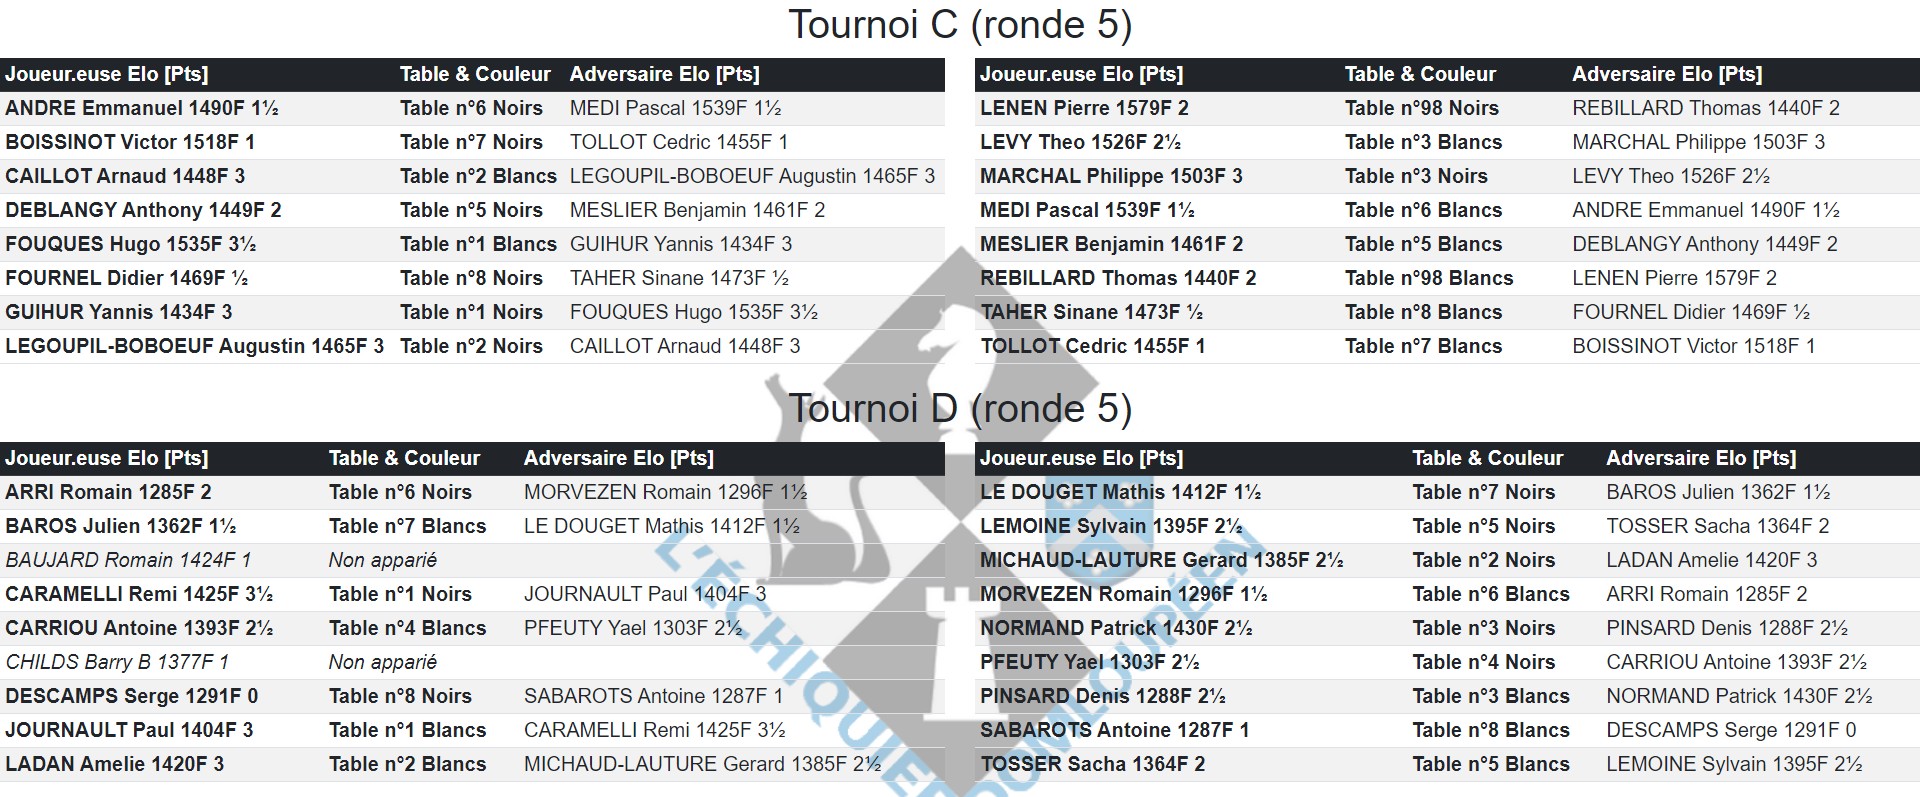 Tournoi C (ronde 5)
Joueur.euse Elo [Pts] Table & Couleur Adversaire Elo [Pts]
ANDRE Emmanuel 1490F 1½ Table n°6 Noirs MEDI Pascal 1539F 1½
BOISSINOT Victor 1518F 1 Table n°7 Noirs TOLLOT Cedric 1455F 1
CAILLOT Arnaud 1448F 3 Table n°2 Blancs LEGOUPIL-BOBOEUF Augustin 1465F 3
DEBLANGY Anthony 1449F 2 Table n°5 Noirs MESLIER Benjamin 1461F 2
FOUQUES Hugo 1535F 3½ Table n°1 Blancs GUIHUR Yannis 1434F 3
FOURNEL Didier 1469F ½ Table n°8 Noirs TAHER Sinane 1473F ½
GUIHUR Yannis 1434F 3 Table n°1 Noirs FOUQUES Hugo 1535F 3½
LEGOUPIL-BOBOEUF Augustin 1465F 3 Table n°2 Noirs CAILLOT Arnaud 1448F 3
Joueur.euse Elo [Pts] Table & Couleur Adversaire Elo [Pts]
LENEN Pierre 1579F 2 Table n°98 Noirs REBILLARD Thomas 1440F 2
LEVY Theo 1526F 2½ Table n°3 Blancs MARCHAL Philippe 1503F 3
MARCHAL Philippe 1503F 3 Table n°3 Noirs LEVY Theo 1526F 2½
MEDI Pascal 1539F 1½ Table n°6 Blancs ANDRE Emmanuel 1490F 1½
MESLIER Benjamin 1461F 2 Table n°5 Blancs DEBLANGY Anthony 1449F 2
REBILLARD Thomas 1440F 2 Table n°98 Blancs LENEN Pierre 1579F 2
TAHER Sinane 1473F ½ Table n°8 Blancs FOURNEL Didier 1469F ½
TOLLOT Cedric 1455F 1 Table n°7 Blancs BOISSINOT Victor 1518F 1
Tournoi D (ronde 5)
Joueur.euse Elo [Pts] Table & Couleur Adversaire Elo [Pts]
ARRI Romain 1285F 2 Table n°6 Noirs MORVEZEN Romain 1296F 1½
BAROS Julien 1362F 1½ Table n°7 Blancs LE DOUGET Mathis 1412F 1½
BAUJARD Romain 1424F 1 Non apparié
CARAMELLI Remi 1425F 3½ Table n°1 Noirs JOURNAULT Paul 1404F 3
CARRIOU Antoine 1393F 2½ Table n°4 Blancs PFEUTY Yael 1303F 2½
CHILDS Barry B 1377F 1 Non apparié
DESCAMPS Serge 1291F 0 Table n°8 Noirs SABAROTS Antoine 1287F 1
JOURNAULT Paul 1404F 3 Table n°1 Blancs CARAMELLI Remi 1425F 3½
LADAN Amelie 1420F 3 Table n°2 Blancs MICHAUD-LAUTURE Gerard 1385F 2½
Joueur.euse Elo [Pts] Table & Couleur Adversaire Elo [Pts]
LE DOUGET Mathis 1412F 1½ Table n°7 Noirs BAROS Julien 1362F 1½
LEMOINE Sylvain 1395F 2½ Table n°5 Noirs TOSSER Sacha 1364F 2
MICHAUD-LAUTURE Gerard 1385F 2½ Table n°2 Noirs LADAN Amelie 1420F 3
MORVEZEN Romain 1296F 1½ Table n°6 Blancs ARRI Romain 1285F 2
NORMAND Patrick 1430F 2½ Table n°3 Noirs PINSARD Denis 1288F 2½
PFEUTY Yael 1303F 2½ Table n°4 Noirs CARRIOU Antoine 1393F 2½
PINSARD Denis 1288F 2½ Table n°3 Blancs NORMAND Patrick 1430F 2½
SABAROTS Antoine 1287F 1 Table n°8 Blancs DESCAMPS Serge 1291F 0
TOSSER Sacha 1364F 2 Table n°5 Blancs LEMOINE Sylvain 1395F 2½
L'ÉCHIQUIER DOMLOUPÉEN